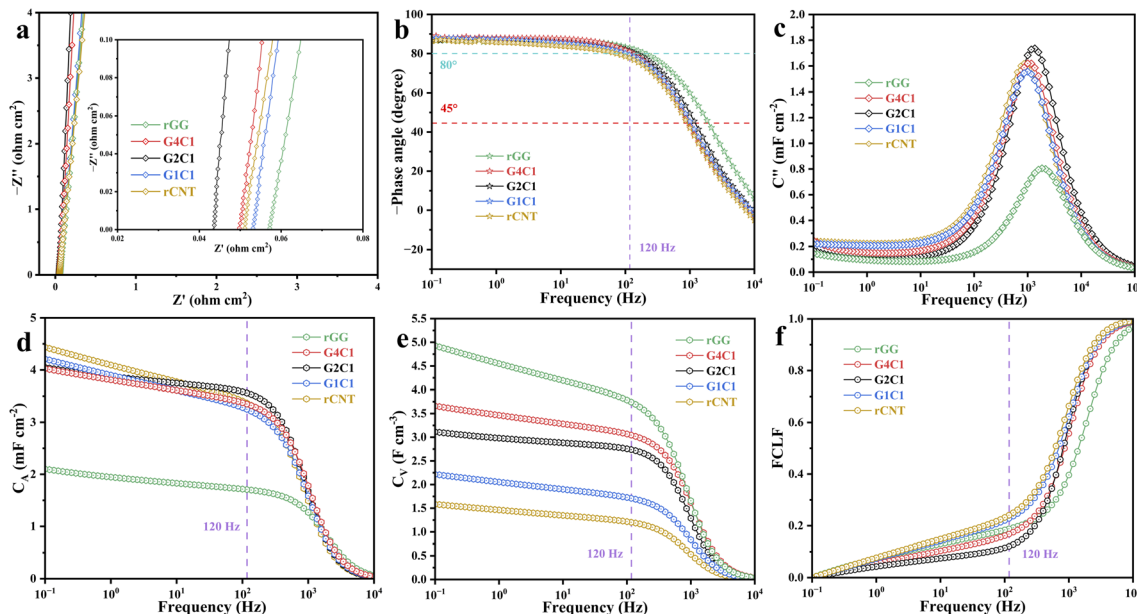 a
−Z'' (ohm cm²)
4
3
2
1
0
0 1 2 3 4
Z' (ohm cm²)
rGG
G4C1
G2C1
G1C1
rCNT
−Z'' (ohm cm²)
0.10
0.08
0.06
0.04
0.02
0.00
0.02 0.04 0.06 0.08
Z' (ohm cm²)
b
−Phase angle (degree)
100
80
60
40
20
0
−20
80°
45°
rGG
G4C1
G2C1
G1C1
rCNT
120 Hz
10⁻¹ 10⁰ 10¹ 10² 10³ 10⁴
Frequency (Hz)
c
C'' (mF cm⁻²)
2.0
1.8
1.6
1.4
1.2
1.0
0.8
0.6
0.4
0.2
0.0
rGG
G4C1
G2C1
G1C1
rCNT
10⁻¹ 10⁰ 10¹ 10² 10³ 10⁴
Frequency (Hz)
d
C_A (mF cm⁻²)
5
4
3
2
1
0
rGG
G4C1
G2C1
G1C1
rCNT
120 Hz
10⁻¹ 10⁰ 10¹ 10² 10³ 10⁴
Frequency (Hz)
e
C_V (F cm⁻³)
5.5
5.0
4.5
4.0
3.5
3.0
2.5
2.0
1.5
1.0
0.5
0.0
rGG
G4C1
G2C1
G1C1
rCNT
120 Hz
10⁻¹ 10⁰ 10¹ 10² 10³ 10⁴
Frequency (Hz)
f
FCLF
1.0
0.8
0.6
0.4
0.2
0.0
rGG
G4C1
G2C1
G1C1
rCNT
120 Hz
10⁻¹ 10⁰ 10¹ 10² 10³ 10⁴
Frequency (Hz)